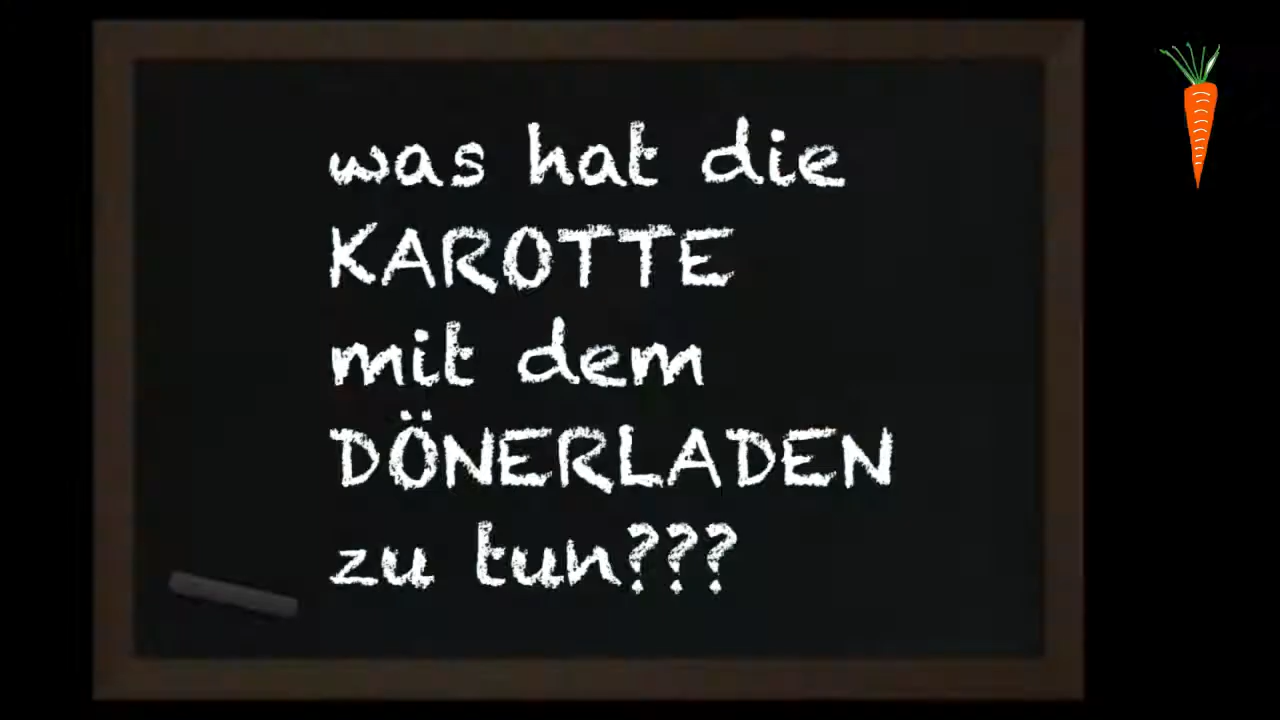 was hat die
KAROTTE
mit dem
DÖNERLADEN
zu tun???